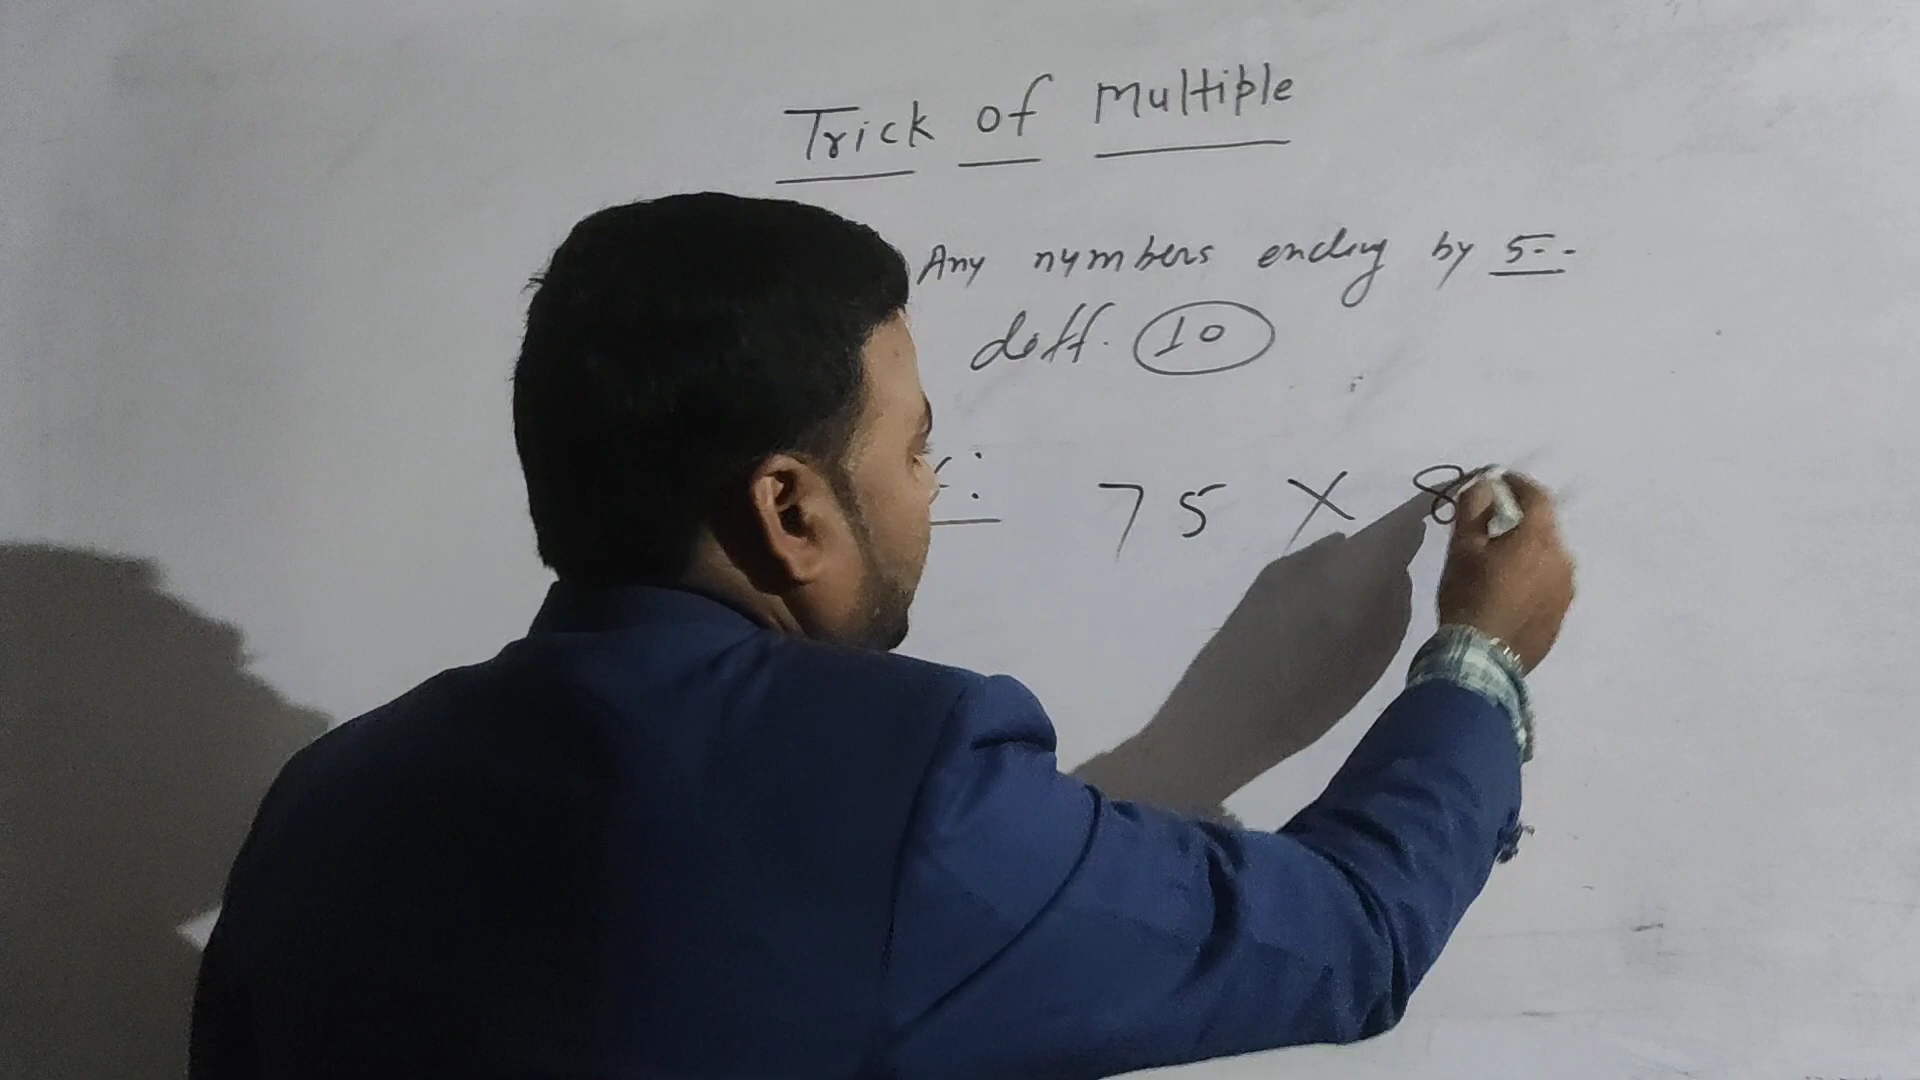 Trick of Multiple
Any numbers ending by 5--
diff. 10
: 75 X 8